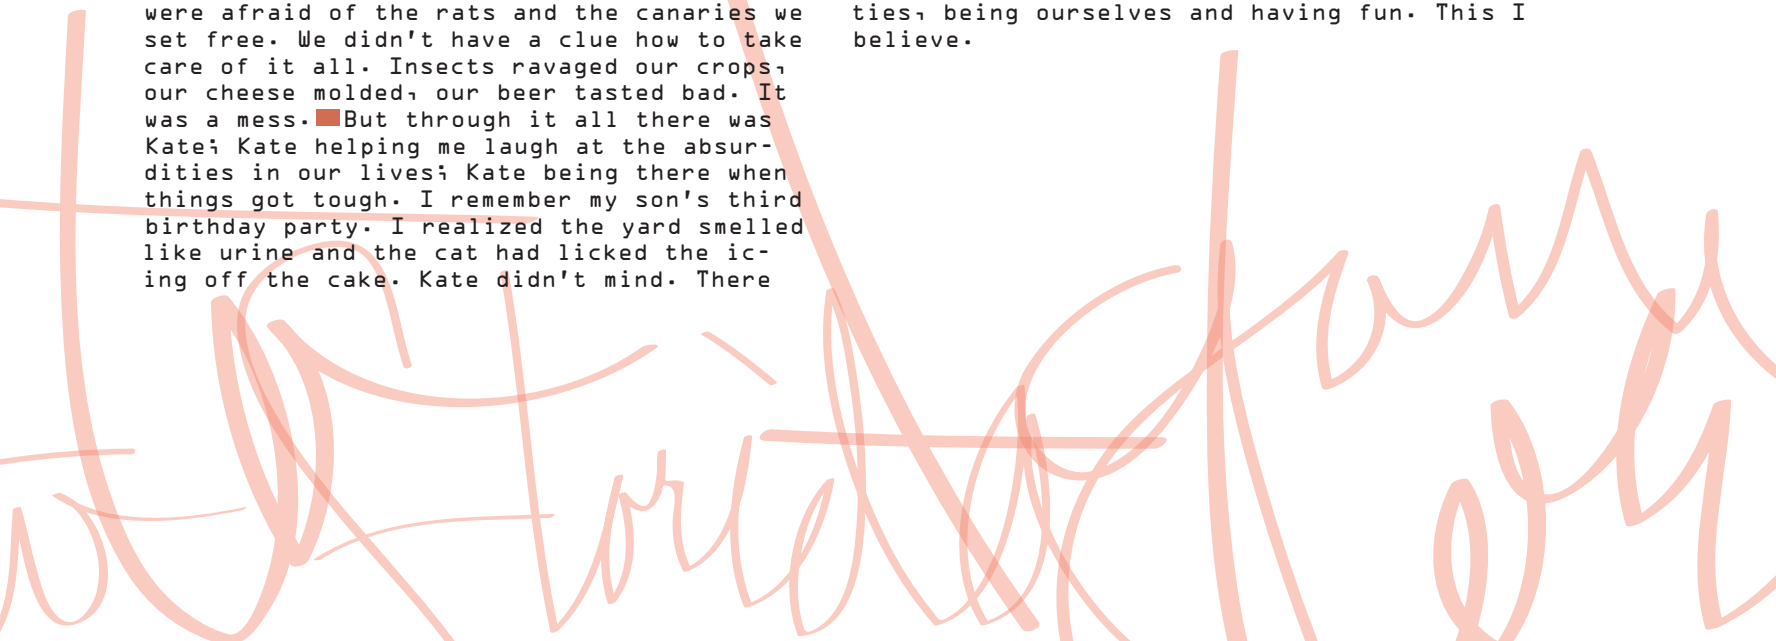 were afraid of the rats and the canaries we
set free. We didn't have a clue how to take
care of it all. Insects ravaged our crops,
our cheese molded, our beer tasted bad. It
was a mess. But through it all there was
Kate; Kate helping me laugh at the absur-
dities in our lives; Kate being there when
things got tough. I remember my son's third
birthday party. I realized the yard smelled
like urine and the cat had licked the ic-
ing off the cake. Kate didn't mind. There
ties, being ourselves and having fun. This I
believe.